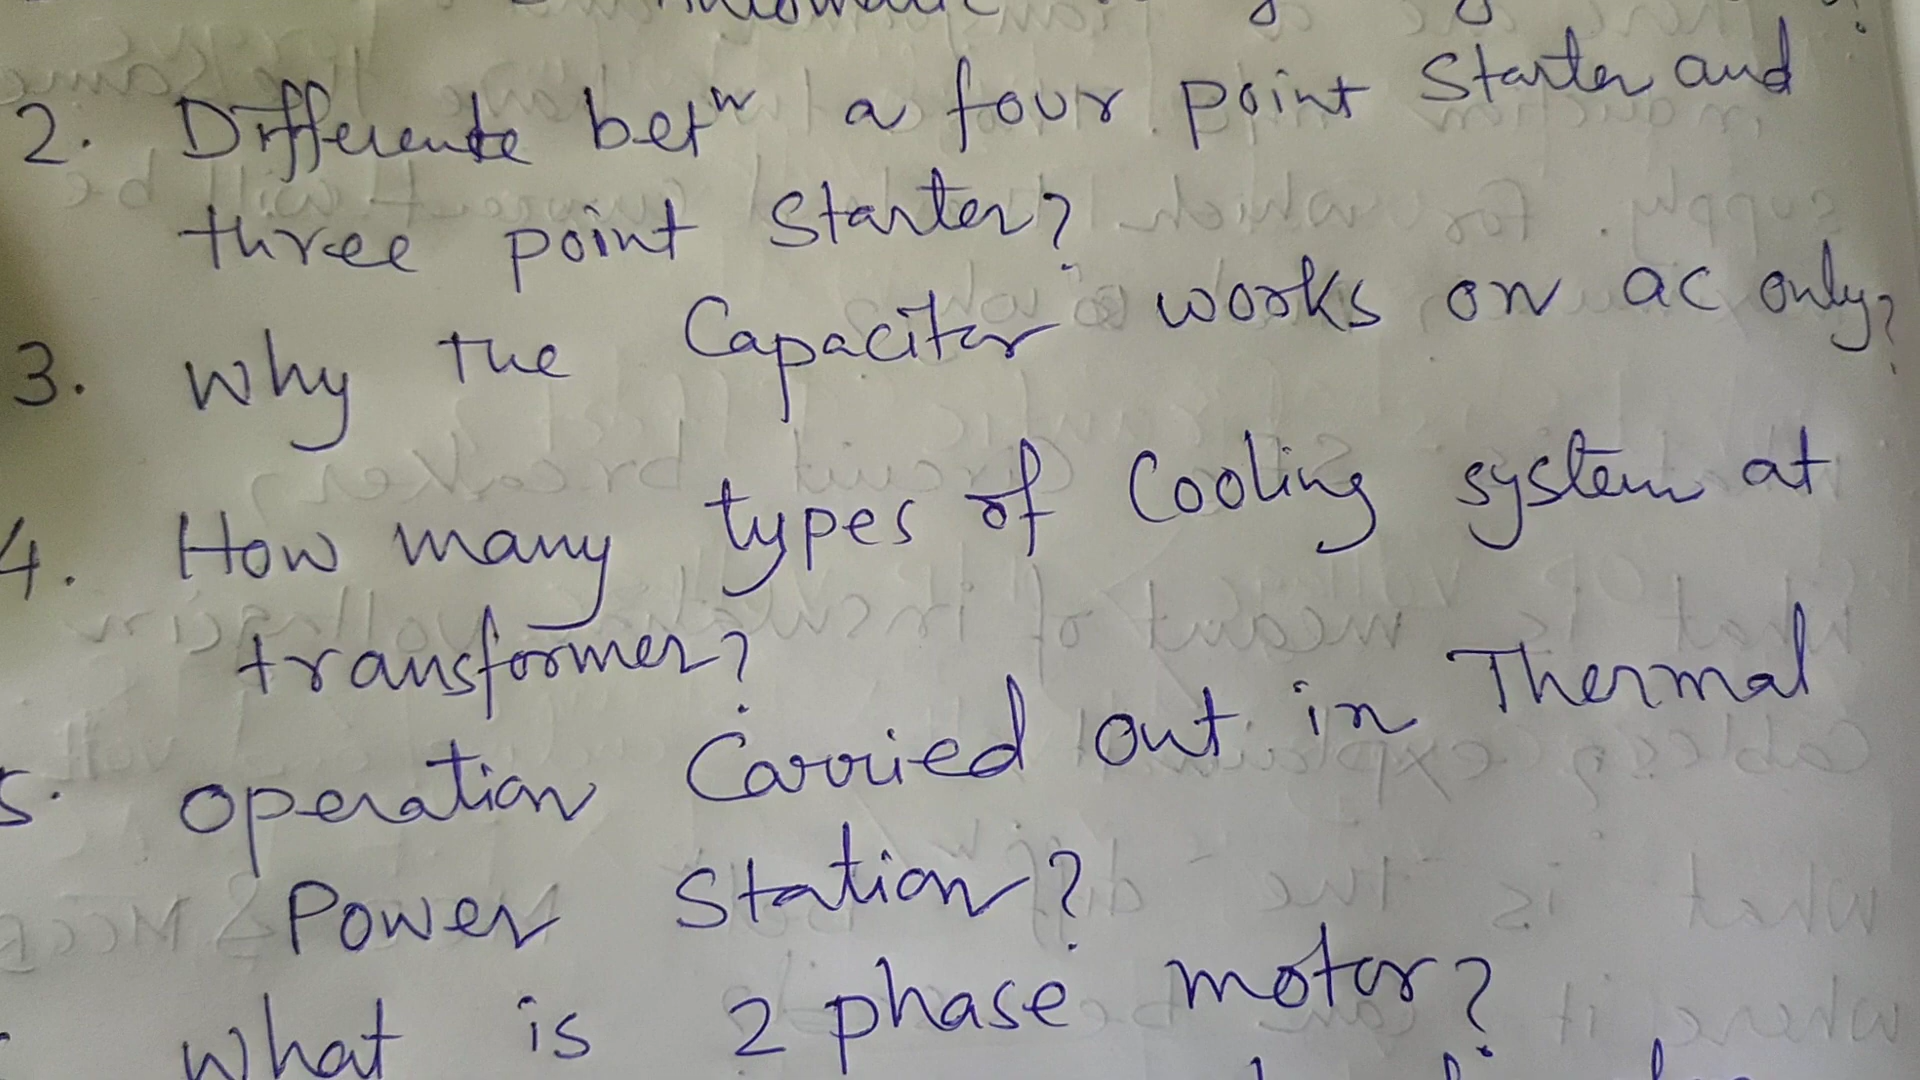 2. Differente betn a four point Starter and
three point Starter?
3. Why the Capacitor works on ac only?
4. How many types of Cooling system at
transformer?
5. operation Carried out in Thermal
Power Station?
What is 2 phase motor?